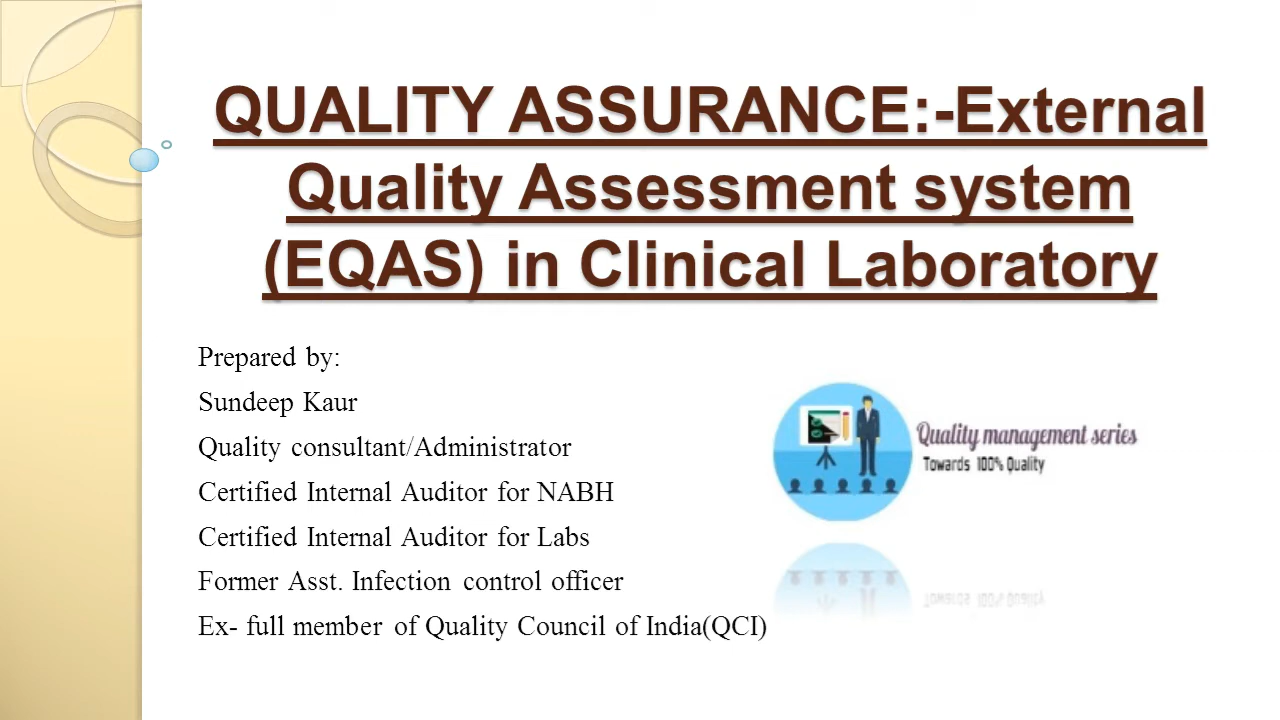 QUALITY ASSURANCE:-External
Quality Assessment system
(EQAS) in Clinical Laboratory
Prepared by:
Sundeep Kaur
Quality consultant/Administrator
Certified Internal Auditor for NABH
Certified Internal Auditor for Labs
Former Asst. Infection control officer
Ex- full member of Quality Council of India(QCI)
Quality management series
Towards 100% Quality